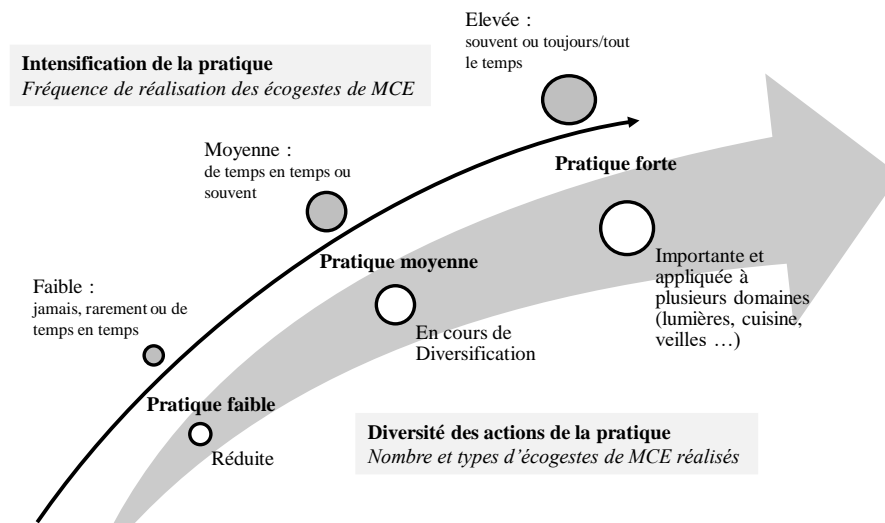 Elevée :
souvent ou toujours/tout
le temps
Intensification de la pratique
Fréquence de réalisation des écogestes de MCE
Moyenne :
de temps en temps ou
souvent
Pratique forte
Pratique moyenne
Importante et
appliquée à
plusieurs domaines
(lumières, cuisine,
veilles …)
Faible :
jamais, rarement ou de
temps en temps
En cours de
Diversification
Pratique faible
Réduite
Diversité des actions de la pratique
Nombre et types d’écogestes de MCE réalisés